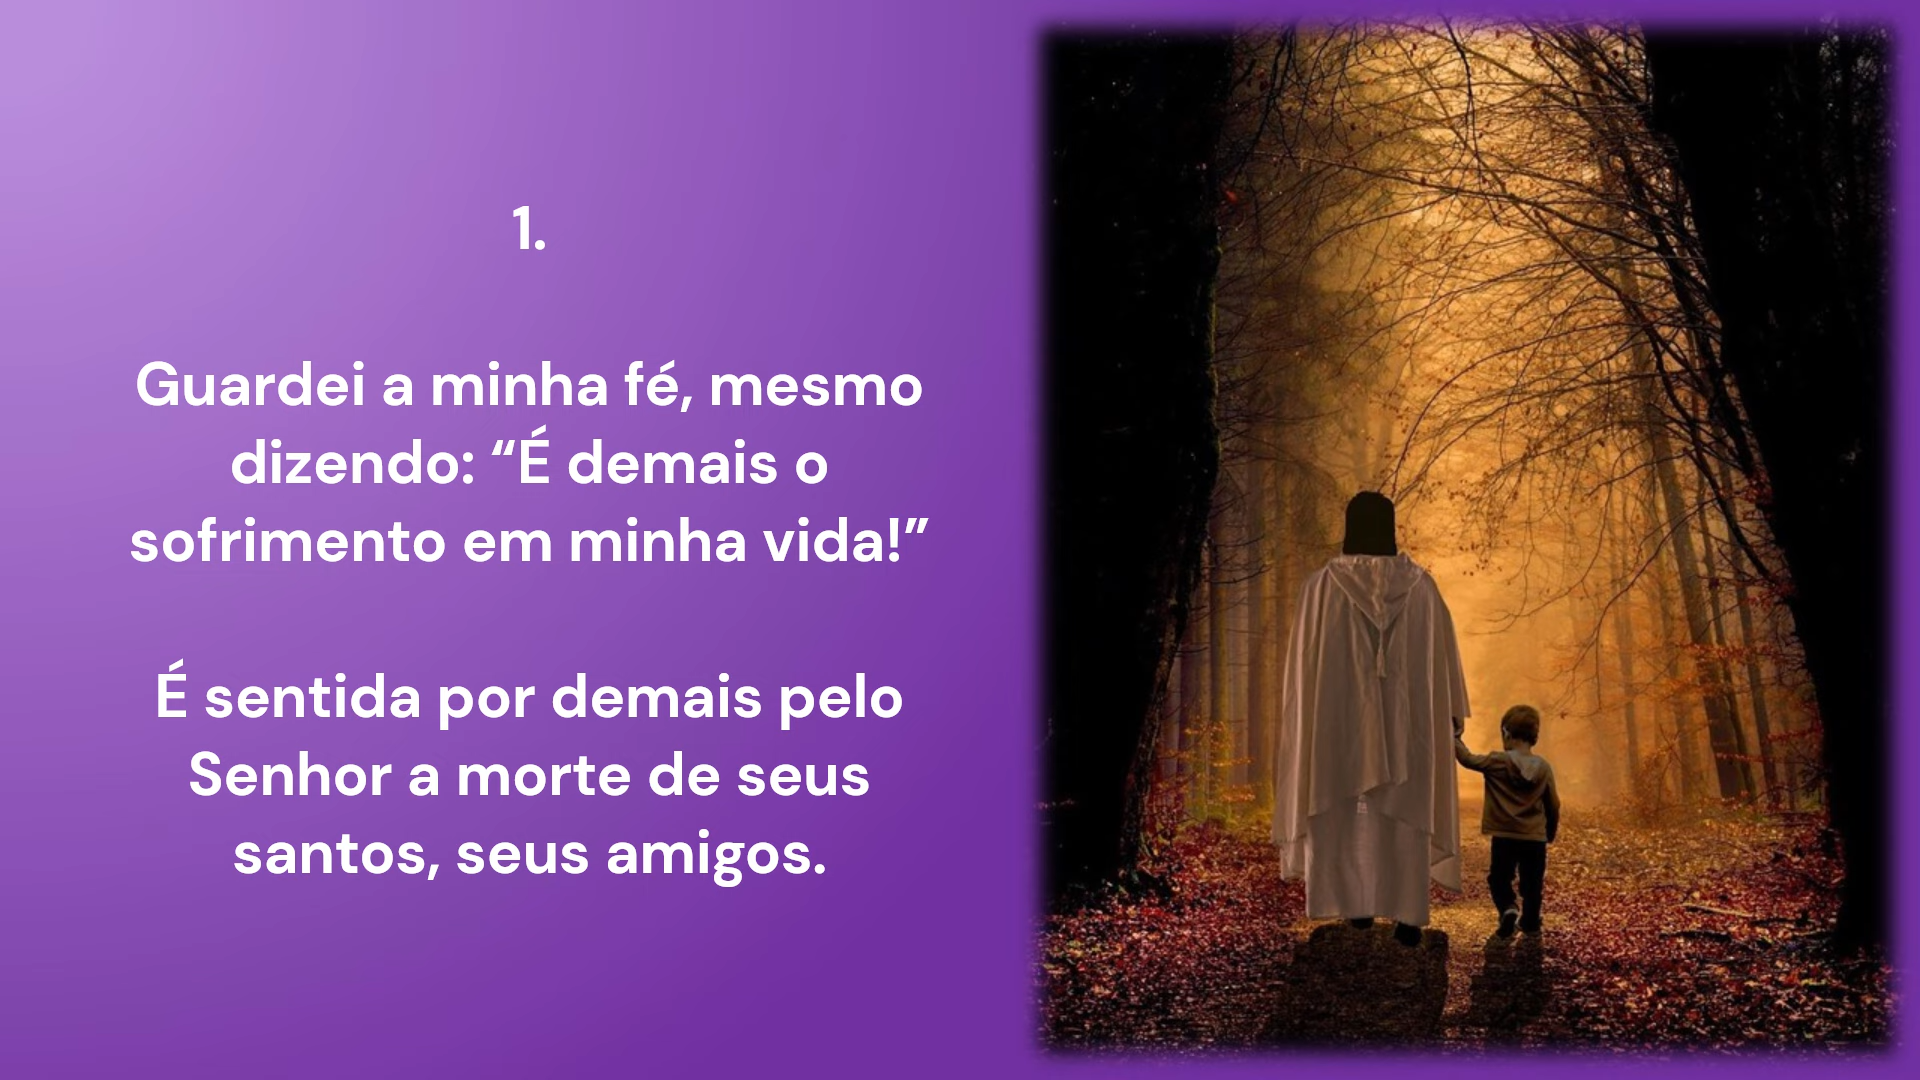 1.
Guardei a minha fé, mesmo
dizendo: “É demais o
sofrimento em minha vida!”
É sentida por demais pelo
Senhor a morte de seus
santos, seus amigos.